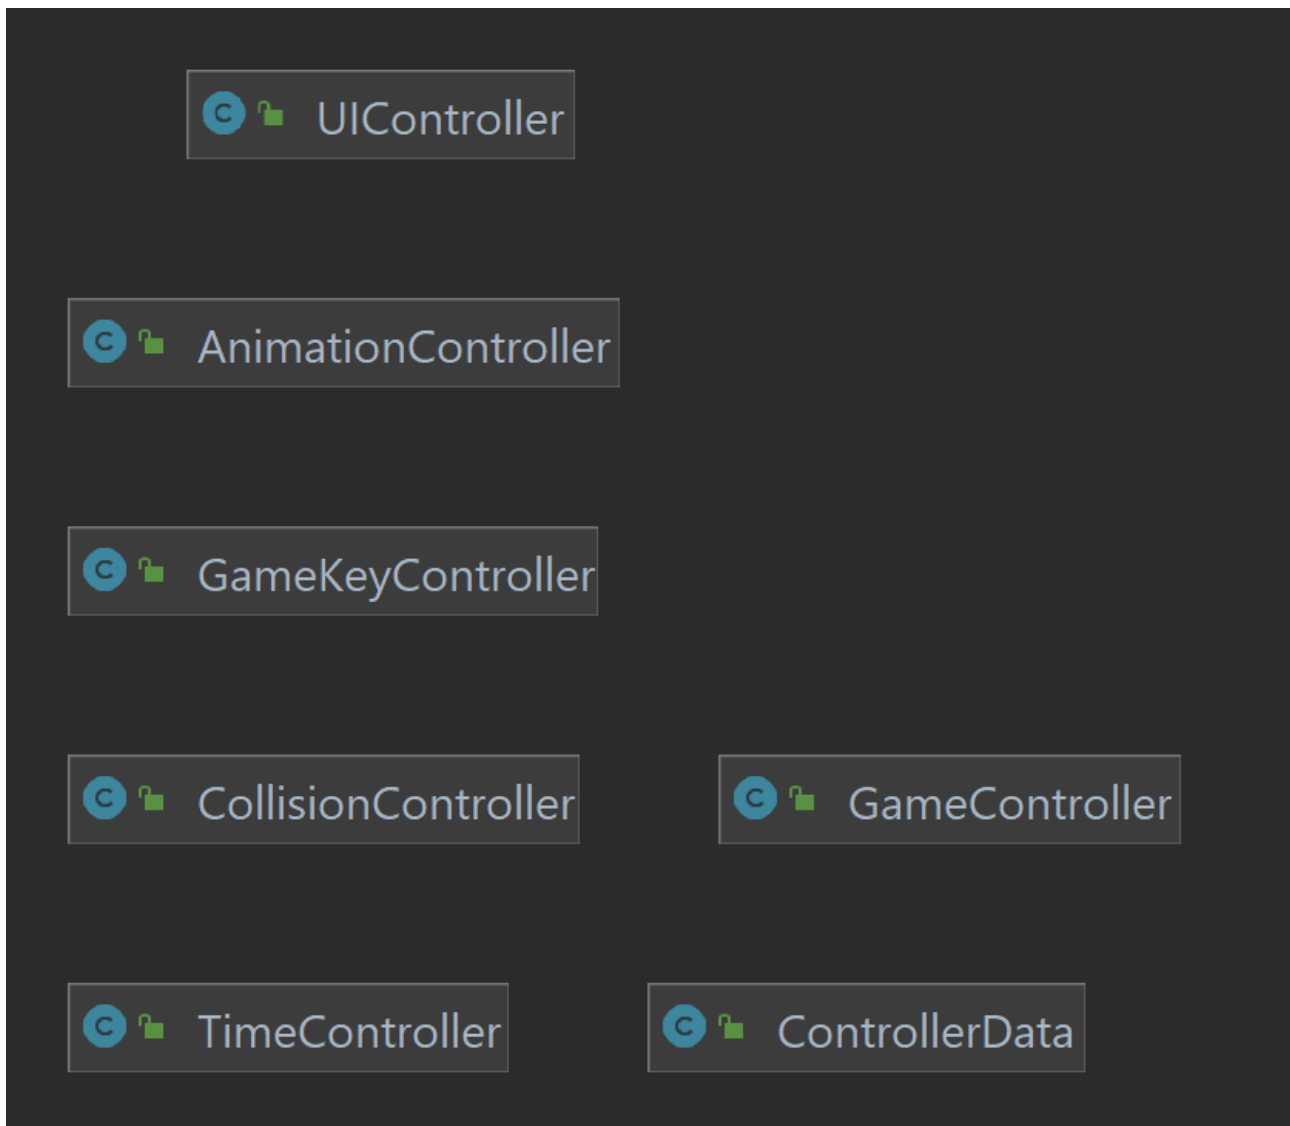 UIController
AnimationController
GameKeyController
CollisionController
GameController
TimeController
ControllerData